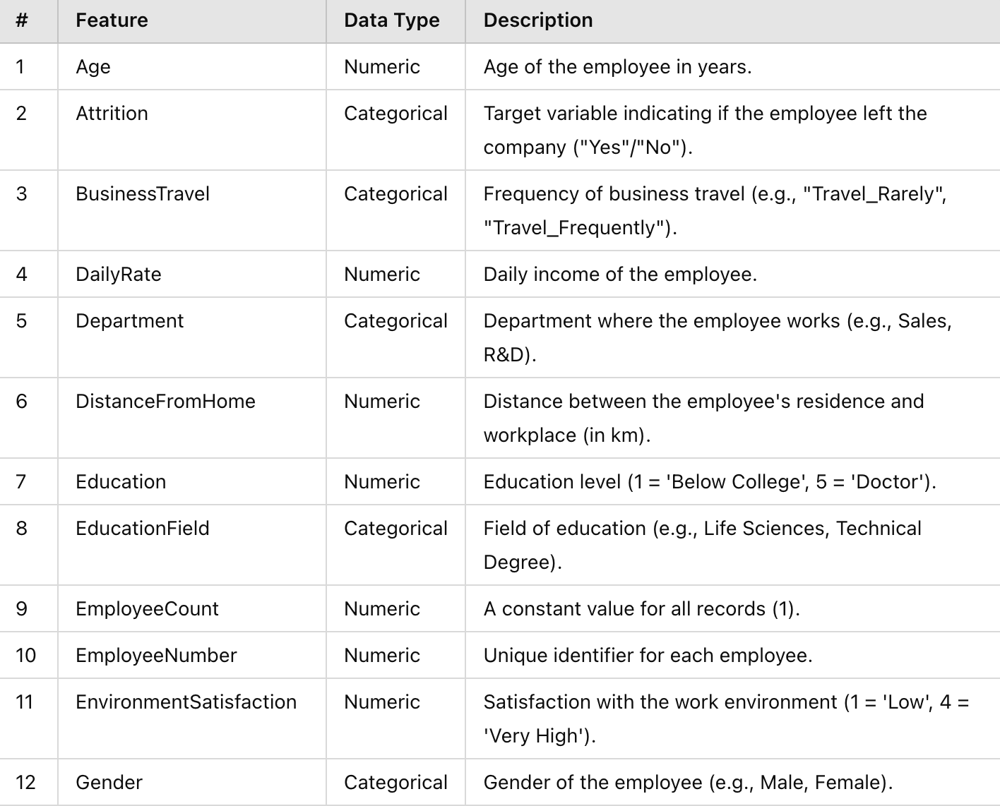 # Feature Data Type Description
1 Age Numeric Age of the employee in years.
2 Attrition Categorical Target variable indicating if the employee left the
company ("Yes"/"No").
3 BusinessTravel Categorical Frequency of business travel (e.g., "Travel_Rarely",
"Travel_Frequently").
4 DailyRate Numeric Daily income of the employee.
5 Department Categorical Department where the employee works (e.g., Sales,
R&D).
6 DistanceFromHome Numeric Distance between the employee's residence and
workplace (in km).
7 Education Numeric Education level (1 = 'Below College', 5 = 'Doctor').
8 EducationField Categorical Field of education (e.g., Life Sciences, Technical
Degree).
9 EmployeeCount Numeric A constant value for all records (1).
10 EmployeeNumber Numeric Unique identifier for each employee.
11 EnvironmentSatisfaction Numeric Satisfaction with the work environment (1 = 'Low', 4 =
'Very High').
12 Gender Categorical Gender of the employee (e.g., Male, Female).